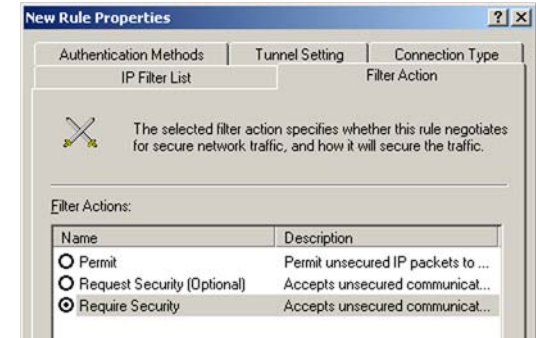 New Rule Properties
Authentication Methods Tunnel Setting Connection Type
IP Filter List Filter Action
The selected filter action specifies whether this rule negotiates
for secure network traffic, and how it will secure the traffic.
Filter Actions:
Name Description
Permit Permit unsecured IP packets to ...
Request Security (Optional) Accepts unsecured communicat...
Require Security Accepts unsecured communicat...